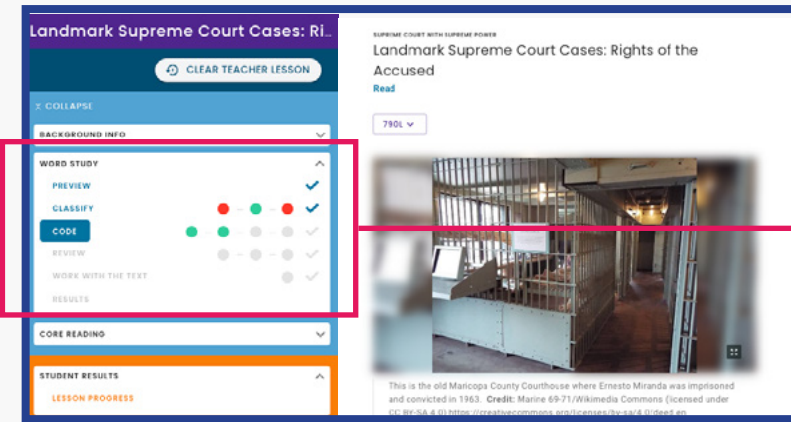 Landmark Supreme Court Cases: Ri...
CLEAR TEACHER LESSON
COLLAPSE
BACKGROUND INFO
WORD STUDY
PREVIEW
CLASSIFY
CODE
REVIEW
WORK WITH THE TEXT
RESULTS
CORE READING
STUDENT RESULTS
LESSON PROGRESS
SUPREME COURT WITH SUPREME POWER
Landmark Supreme Court Cases: Rights of the
Accused
Read
790L
This is the old Maricopa County Courthouse where Ernesto Miranda was imprisoned
and convicted in 1963. Credit: Marine 69-71/Wikimedia Commons (licensed under
CC BY-SA 4.0) https://creativecommons.org/licenses/by-sa/4.0/deed.en